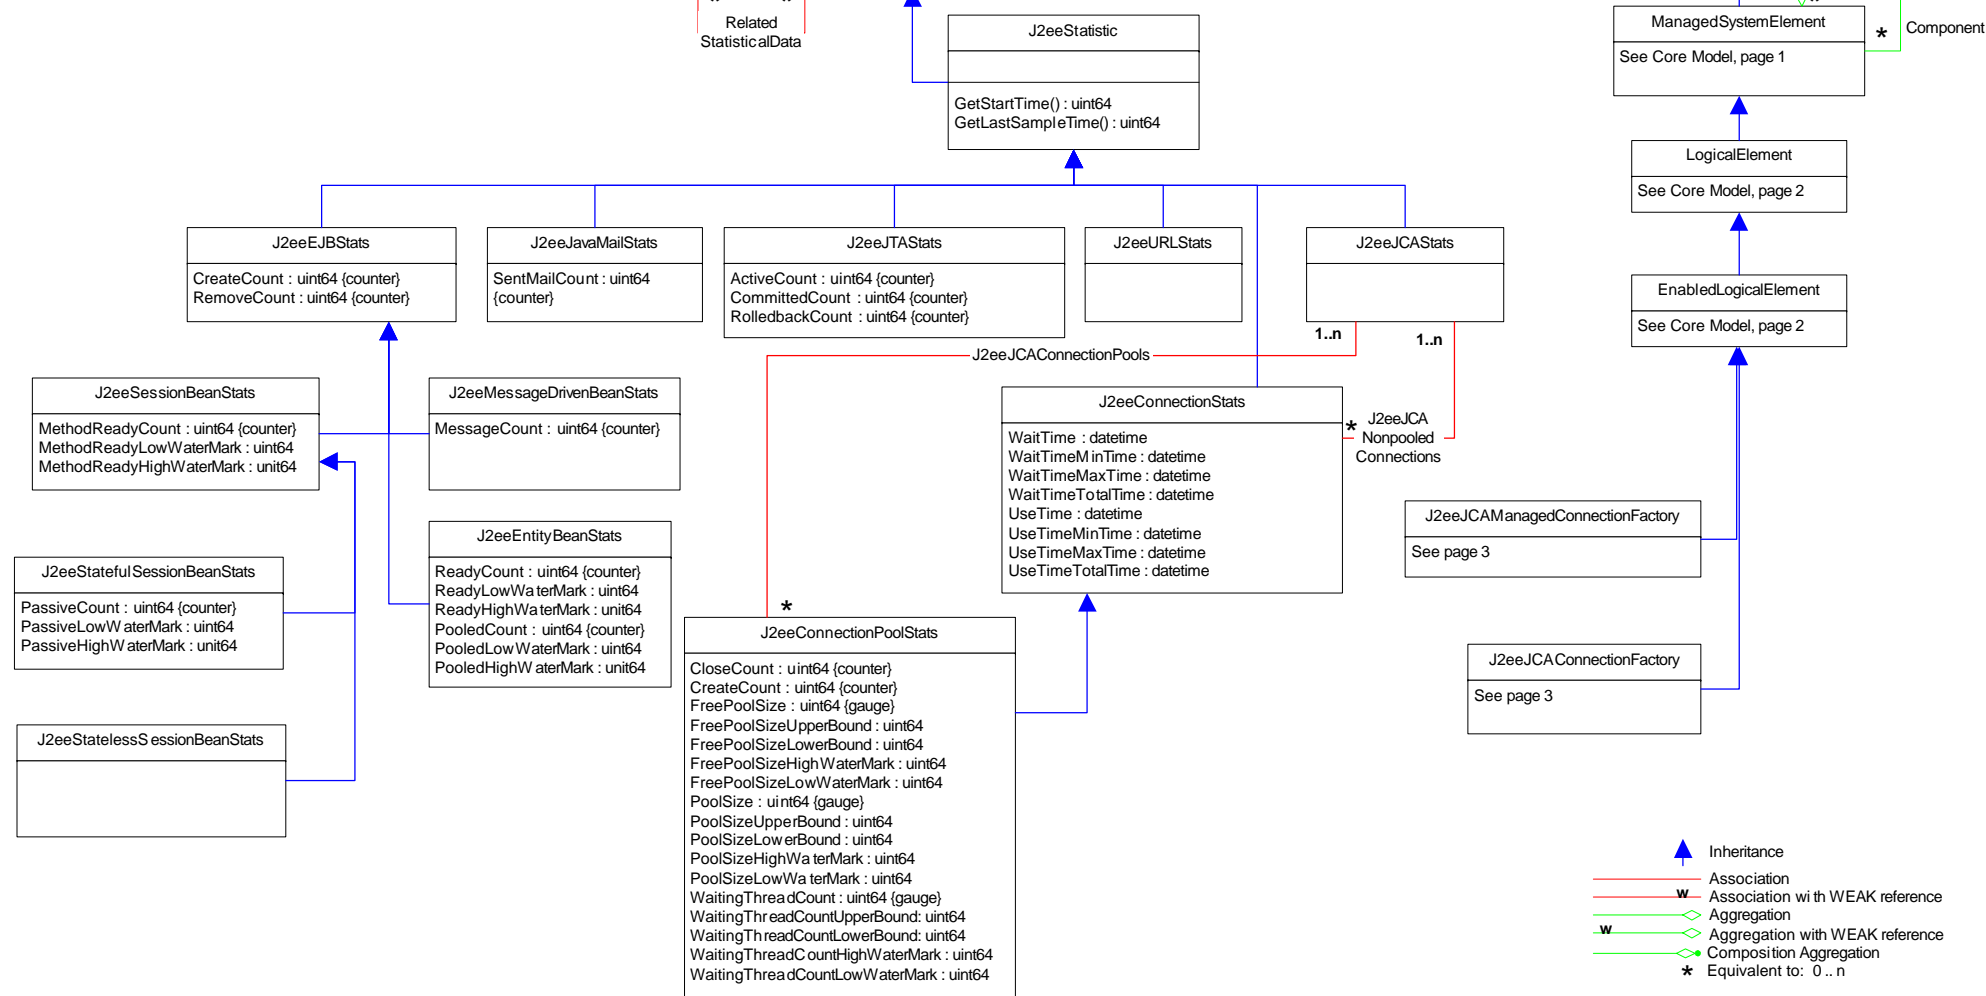 Related
StatisticalData
J2eeStatistic
GetStartTime() : uint64
GetLastSampleTime() : uint64
ManagedSystemElement
See Core Model, page 1
*
Component
LogicalElement
See Core Model, page 2
EnabledLogicalElement
See Core Model, page 2
J2eeEJBStats
CreateCount : uint64 {counter}
RemoveCount : uint64 {counter}
J2eeJavaMailStats
SentMailCount : uint64
{counter}
J2eeJTAStats
ActiveCount : uint64 {counter}
CommittedCount : uint64 {counter}
RolledbackCount : uint64 {counter}
J2eeURLStats
J2eeJCAStats
1..n
1..n
J2eeJCAConnectionPools
J2eeSessionBeanStats
MethodReadyCount : uint64 {counter}
MethodReadyLowWaterMark : uint64
MethodReadyHighWaterMark : unit64
J2eeMessageDrivenBeanStats
MessageCount : uint64 {counter}
J2eeConnectionStats
WaitTime : datetime
WaitTimeMinTime : datetime
WaitTimeMaxTime : datetime
WaitTimeTotalTime : datetime
UseTime : datetime
UseTimeMinTime : datetime
UseTimeMaxTime : datetime
UseTimeTotalTime : datetime
*
J2eeJCA
Nonpooled
Connections
J2eeStatefulSessionBeanStats
PassiveCount : uint64 {counter}
PassiveLowWaterMark : uint64
PassiveHighWaterMark : unit64
J2eeEntityBeanStats
ReadyCount : uint64 {counter}
ReadyLowWaterMark : uint64
ReadyHighWaterMark : unit64
PooledCount : uint64 {counter}
PooledLowWaterMark : uint64
PooledHighWaterMark : unit64
J2eeStatelessSessionBeanStats
*
J2eeConnectionPoolStats
CloseCount : uint64 {counter}
CreateCount : uint64 {counter}
FreePoolSize : uint64 {gauge}
FreePoolSizeUpperBound : uint64
FreePoolSizeLowerBound : uint64
FreePoolSizeHighWaterMark : uint64
FreePoolSizeLowWaterMark : uint64
PoolSize : uint64 {gauge}
PoolSizeUpperBound : uint64
PoolSizeLowerBound : uint64
PoolSizeHighWaterMark : uint64
PoolSizeLowWaterMark : uint64
WaitingThreadCount : uint64 {gauge}
WaitingThreadCountUpperBound: uint64
WaitingThreadCountLowerBound: uint64
WaitingThreadCountHighWaterMark : uint64
WaitingThreadCountLowWaterMark : uint64
J2eeJCAManagedConnectionFactory
See page 3
J2eeJCAConnectionFactory
See page 3
Inheritance
Association
w Association with WEAK reference
Aggregation
w Aggregation with WEAK reference
Composition Aggregation
* Equivalent to: 0 .. n